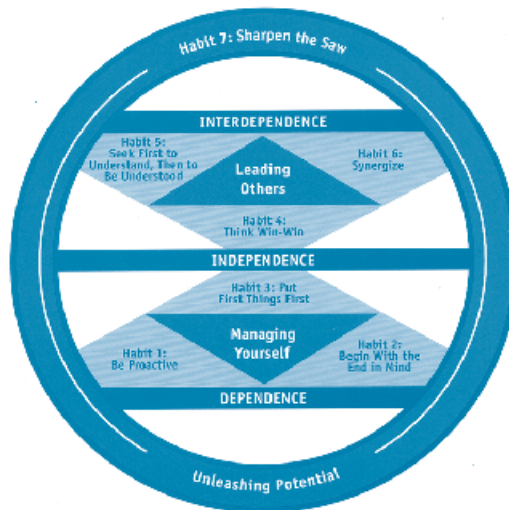 Habit 7: Sharpen the Saw
INTERDEPENDENCE
Habit 5:
Seek First to
Understand, Then to
Be Understood
Leading
Others
Habit 6:
Synergize
Habit 4:
Think Win-Win
INDEPENDENCE
Habit 3: Put
First Things First
Habit 1:
Be Proactive
Managing
Yourself
Habit 2:
Begin With the
End in Mind
DEPENDENCE
Unleashing Potential